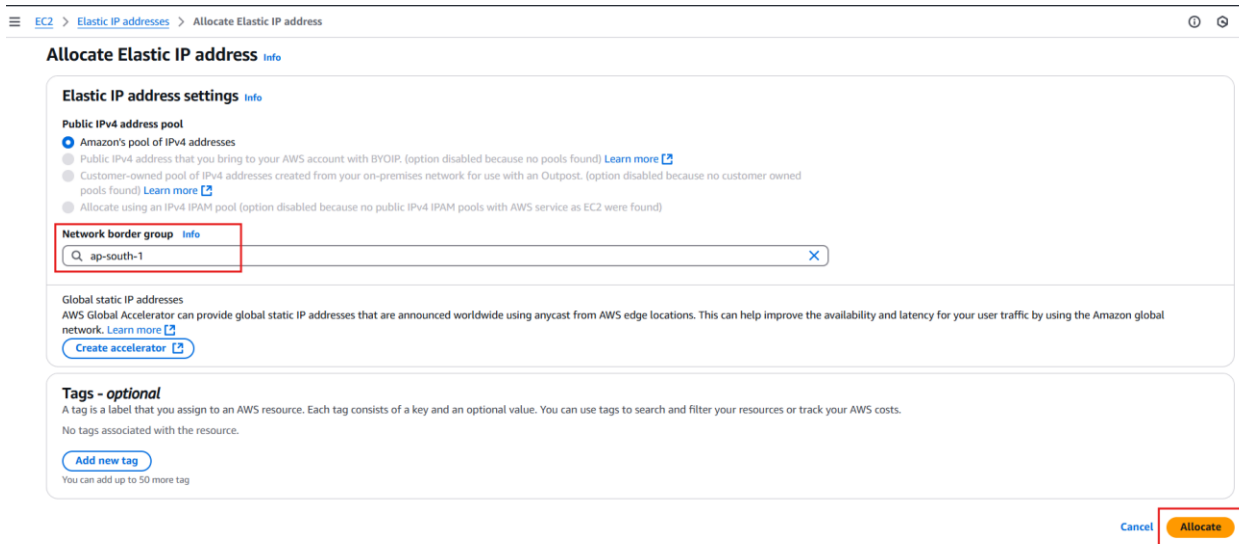 EC2 > Elastic IP addresses > Allocate Elastic IP address
Allocate Elastic IP address Info
Elastic IP address settings Info
Public IPv4 address pool
Amazon's pool of IPv4 addresses
Public IPv4 address that you bring to your AWS account with BYOIP. (option disabled because no pools found) Learn more
Customer-owned pool of IPv4 addresses created from your on-premises network for use with an Outpost. (option disabled because no customer owned
pools found) Learn more
Allocate using an IPv4 IPAM pool (option disabled because no public IPv4 IPAM pools with AWS service as EC2 were found)
Network border group Info
ap-south-1
Global static IP addresses
AWS Global Accelerator can provide global static IP addresses that are announced worldwide using anycast from AWS edge locations. This can help improve the availability and latency for your user traffic by using the Amazon global
network. Learn more
Create accelerator
Tags - optional
A tag is a label that you assign to an AWS resource. Each tag consists of a key and an optional value. You can use tags to search and filter your resources or track your AWS costs.
No tags associated with the resource.
Add new tag
You can add up to 50 more tag
Cancel Allocate